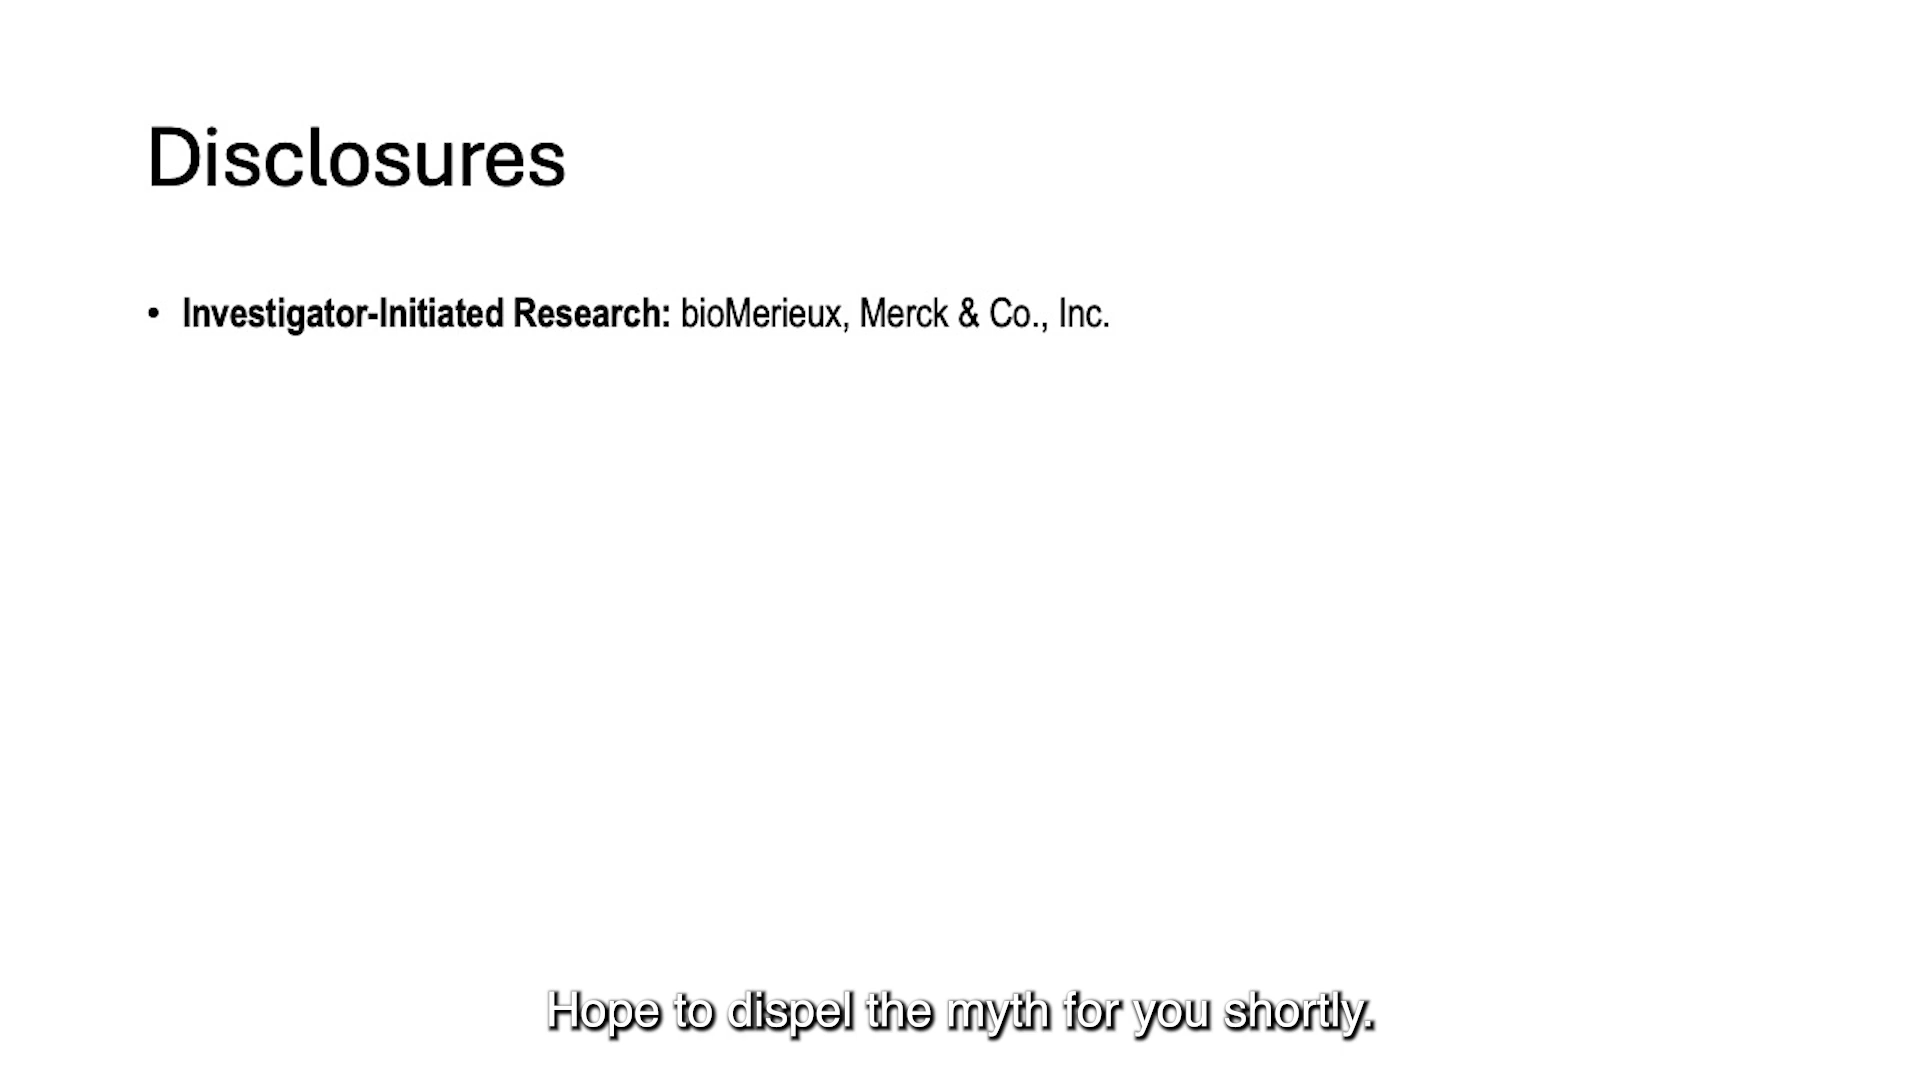 Disclosures
• Investigator-Initiated Research: bioMerieux, Merck & Co., Inc.
Hope to dispel the myth for you shortly.